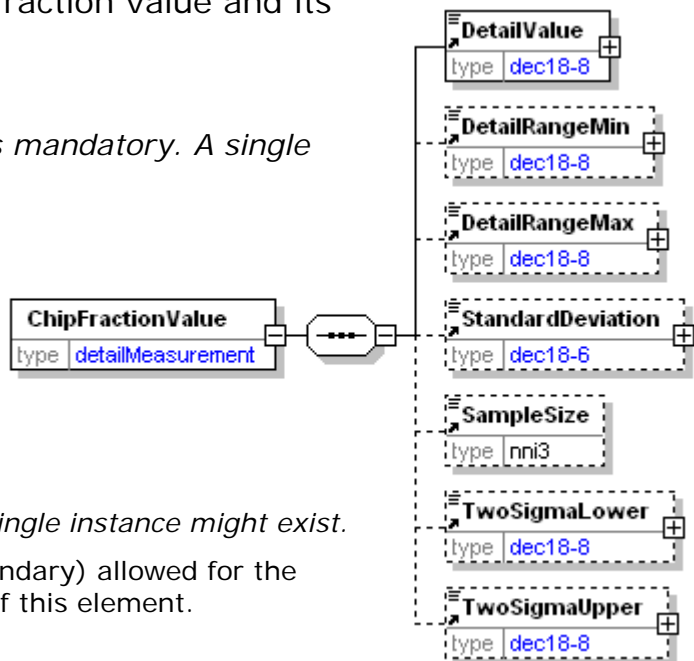 fraction value and its
DetailValue
type dec18-8
s mandatory. A single
DetailRangeMin
type dec18-8
DetailRangeMax
type dec18-8
ChipFractionValue
type detailMeasurement
StandardDeviation
type dec18-6
SampleSize
type nni3
ingle instance might exist.
TwoSigmaLower
type dec18-8
ndary) allowed for the
f this element.
TwoSigmaUpper
type dec18-8